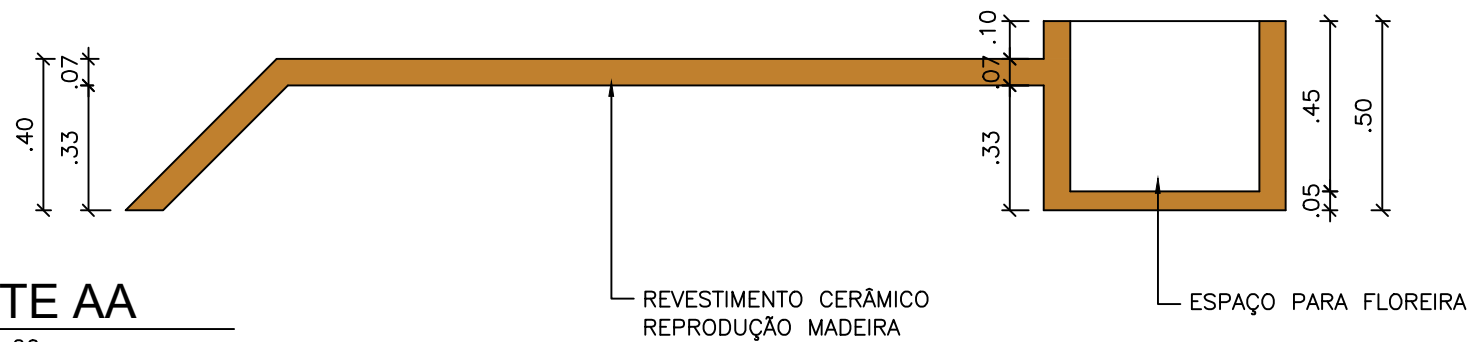 .40
.07
.33
.10
.07
.33
.45
.05
.50
REVESTIMENTO CERÂMICO
REPRODUÇÃO MADEIRA
ESPAÇO PARA FLOREIRA
TE AA